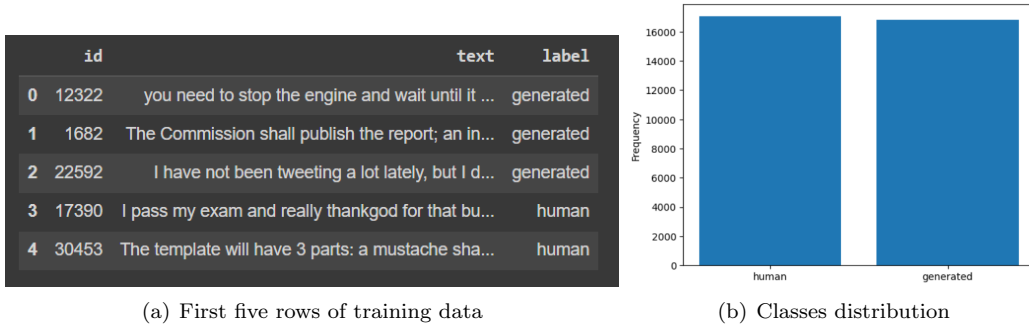 id text label
0 12322 you need to stop the engine and wait until it ... generated
1 1682 The Commission shall publish the report; an in... generated
2 22592 I have not been tweeting a lot lately, but I d... generated
3 17390 I pass my exam and really thankgod for that bu... human
4 30453 The template will have 3 parts: a mustache sha... human
(a) First five rows of training data
16000
14000
12000
10000
8000
6000
4000
2000
0
Frequency
human generated
(b) Classes distribution